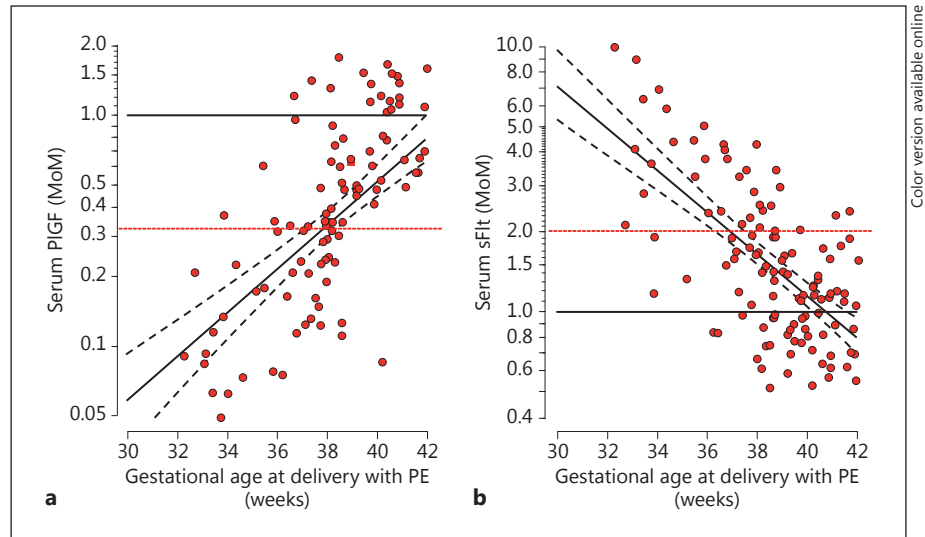 Color version available online
Serum PlGF (MoM)
2.0
1.5
1.0
0.5
0.4
0.3
0.2
0.1
0.05
30 32 34 36 38 40 42
Gestational age at delivery with PE
(weeks)
a
Serum sFlt (MoM)
10.0
8.0
6.0
5.0
4.0
3.0
2.0
1.5
1.0
0.8
0.6
0.4
30 32 34 36 38 40 42
Gestational age at delivery with PE
(weeks)
b